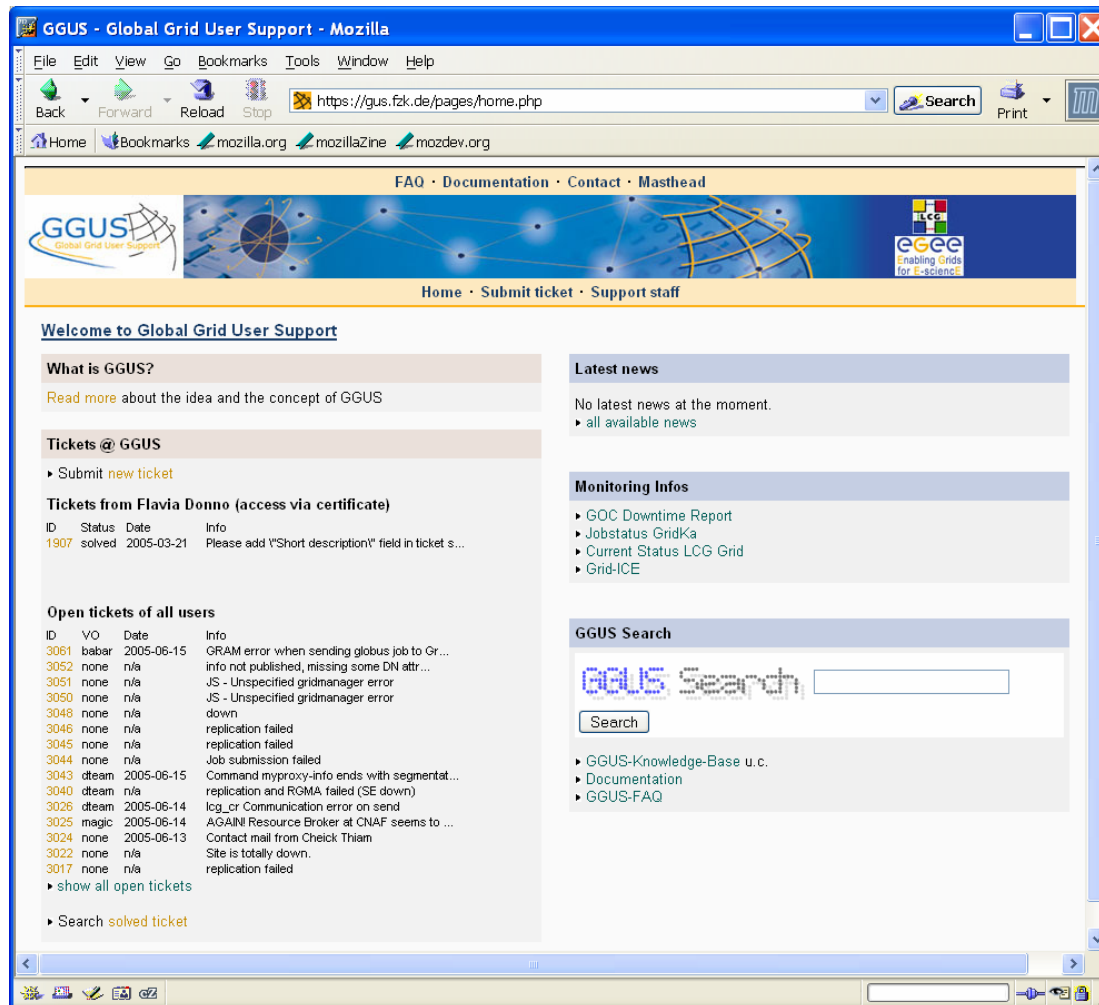 GGUS - Global Grid User Support - Mozilla
File Edit View Go Bookmarks Tools Window Help
Back Forward Reload Stop https://gus.fzk.de/pages/home.php Search Print
Home Bookmarks mozilla.org mozillaZine mozdev.org
FAQ · Documentation · Contact · Masthead
GGUS
Global Grid User Support
LCG
eGee
Enabling Grids
for E-sciencE
Home · Submit ticket · Support staff
Welcome to Global Grid User Support
What is GGUS?
Read more about the idea and the concept of GGUS
Tickets @ GGUS
Submit new ticket
Tickets from Flavia Donno (access via certificate)
ID Status Date Info
1907 solved 2005-03-21 Please add \"Short description\" field in ticket s...
Open tickets of all users
ID VO Date Info
3061 babar 2005-06-15 GRAM error when sending globus job to Gr...
3052 none n/a info not published, missing some DN attr...
3051 none n/a JS - Unspecified gridmanager error
3050 none n/a JS - Unspecified gridmanager error
3048 none n/a down
3046 none n/a replication failed
3045 none n/a replication failed
3044 none n/a Job submission failed
3043 dteam 2005-06-15 Command myproxy-info ends with segmentat...
3040 dteam n/a replication and RGMA failed (SE down)
3026 dteam 2005-06-14 lcg_cr Communication error on send
3025 magic 2005-06-14 AGAIN! Resource Broker at CNAF seems to ...
3024 none 2005-06-13 Contact mail from Cheick Thiam
3022 none n/a Site is totally down.
3017 none n/a replication failed
show all open tickets
Search solved ticket
Latest news
No latest news at the moment.
all available news
Monitoring Infos
GOC Downtime Report
Jobstatus GridKa
Current Status LCG Grid
Grid-ICE
GGUS Search
GGUS Search
Search
GGUS-Knowledge-Base u.c.
Documentation
GGUS-FAQ